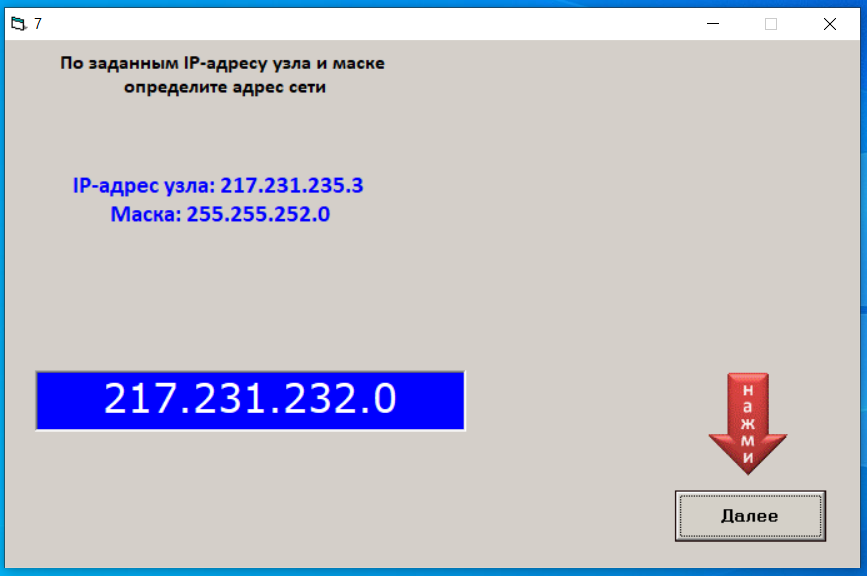 7
По заданным IP-адресу узла и маске
определите адрес сети
IP-адрес узла: 217.231.235.3
Маска: 255.255.252.0
217.231.232.0
нажми
Далее